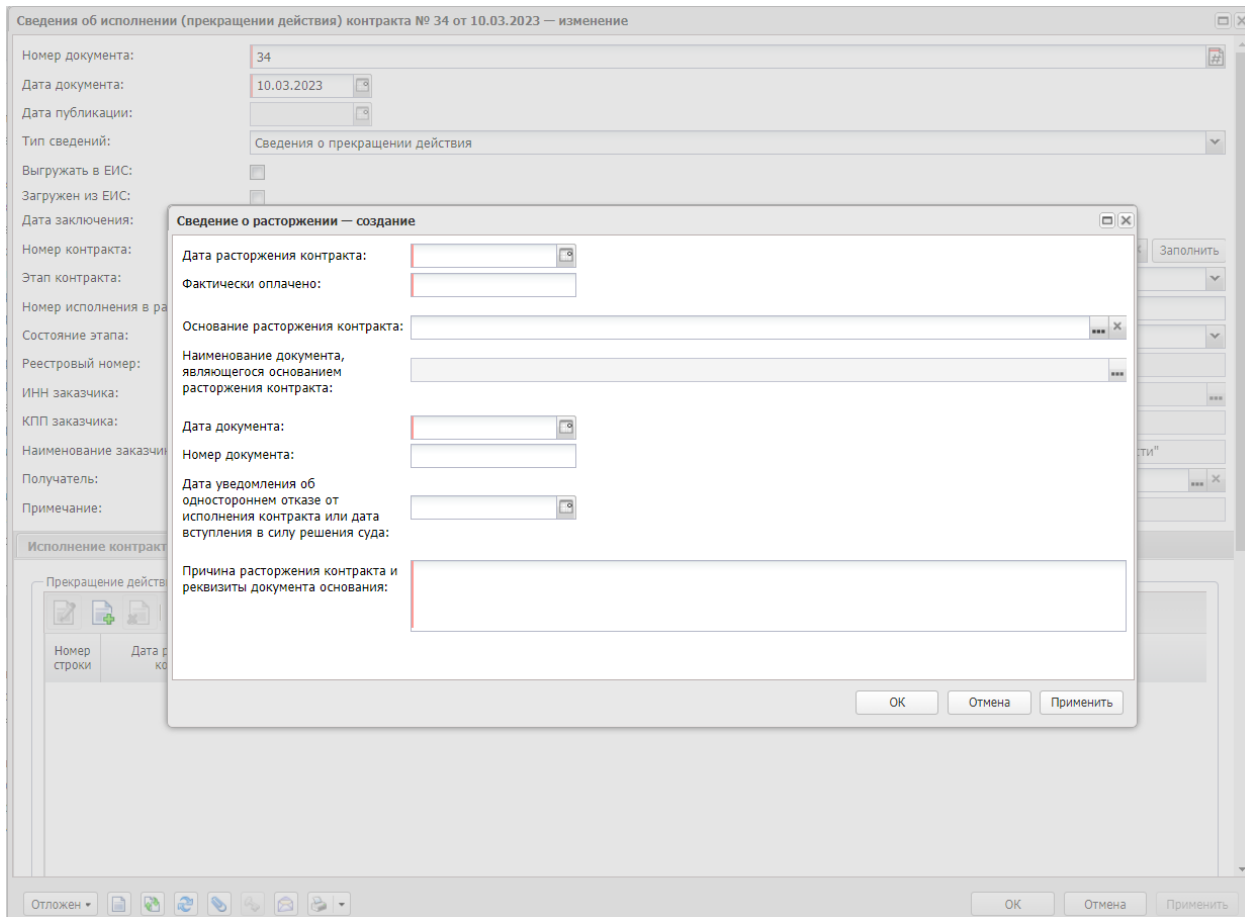 Сведения об исполнении (прекращении действия) контракта № 34 от 10.03.2023 — изменение
Номер документа: 34
Дата документа: 10.03.2023
Дата публикации:
Тип сведений: Сведения о прекращении действия
Выгружать в ЕИС:
Загружен из ЕИС:
Дата заключения:
Номер контракта: Заполнить
Этап контракта:
Номер исполнения в ра
Состояние этапа:
Реестровый номер:
ИНН заказчика:
КПП заказчика:
Наименование заказчик ти"
Получатель:
Примечание:
Сведение о расторжении — создание
Дата расторжения контракта:
Фактически оплачено:
Основание расторжения контракта:
Наименование документа,
являющегося основанием
расторжения контракта:
Дата документа:
Номер документа:
Дата уведомления об
одностороннем отказе от
исполнения контракта или дата
вступления в силу решения суда:
Причина расторжения контракта и
реквизиты документа основания:
ОК Отмена Применить
Исполнение контракт
Прекращение действ
Номер Дата р
строки ко
Отложен ОК Отмена Применить